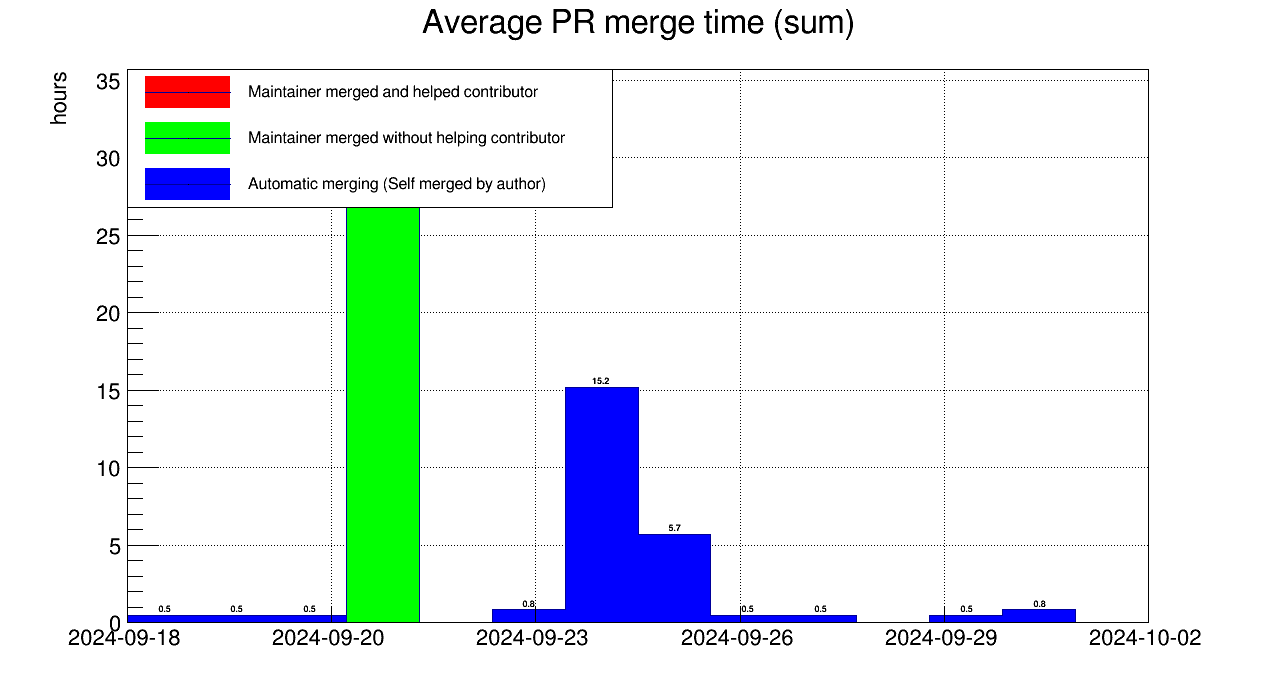 Average PR merge time (sum)
hours
35
30
25
20
15
10
5
0
Maintainer merged and helped contributor
Maintainer merged without helping contributor
Automatic merging (Self merged by author)
0.5 0.5 0.5 0.8 15.2 5.7 0.5 0.5 0.5 0.8
2024-09-18 2024-09-20 2024-09-23 2024-09-26 2024-09-29 2024-10-02